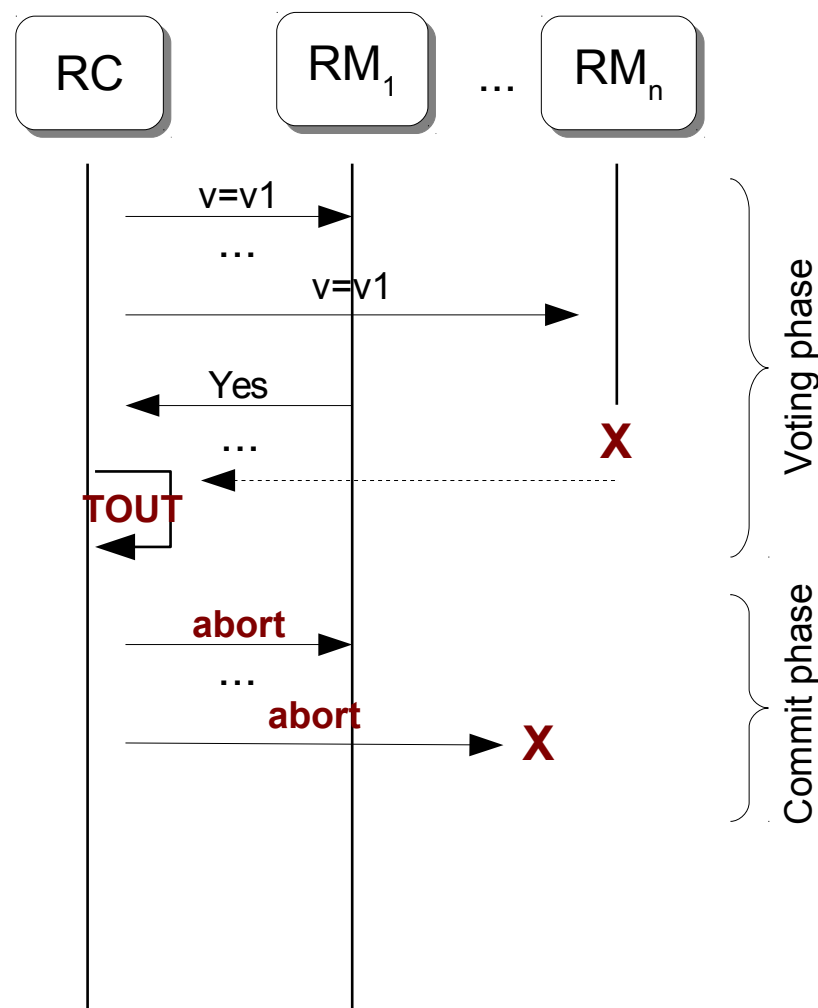 RC
RM1
...
RMn
v=v1
...
v=v1
Yes
...
X
TOUT
Voting phase
abort
...
abort
X
Commit phase